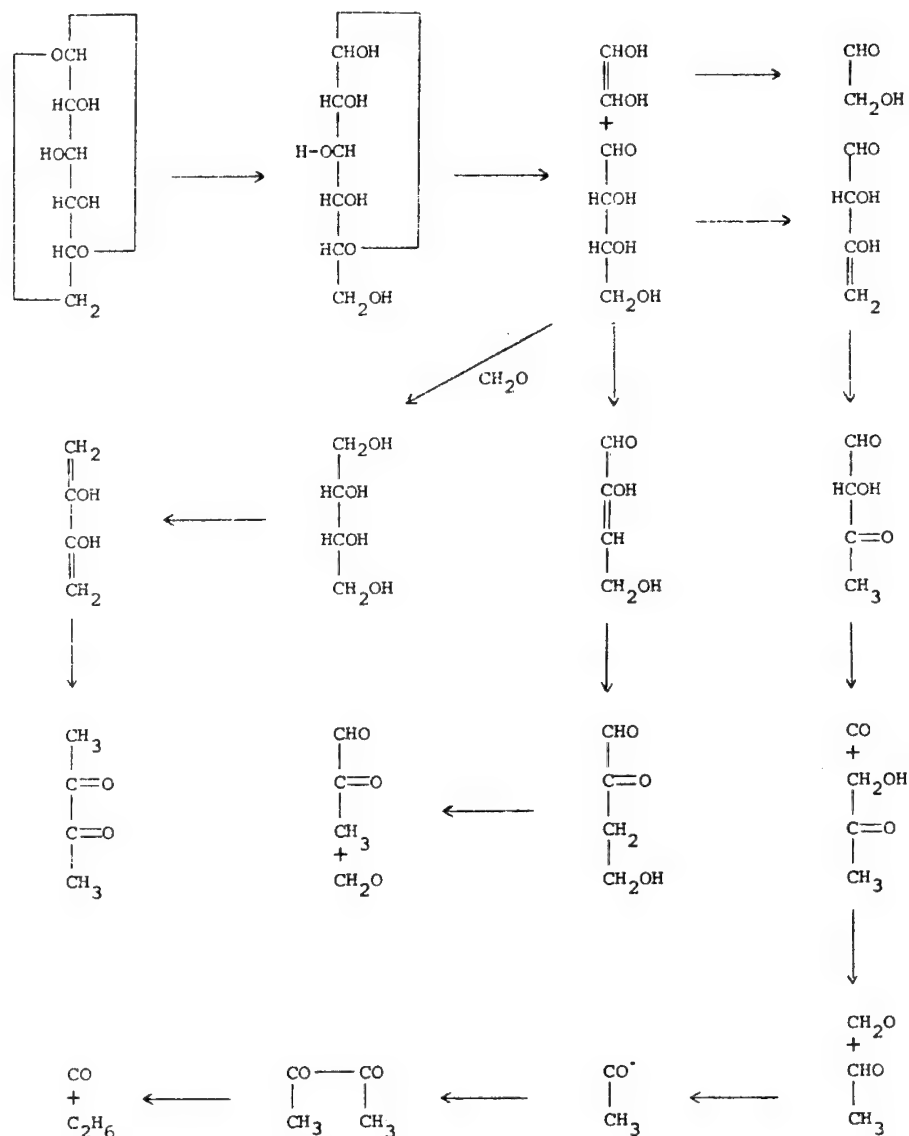 OCH CHOH CHOH CHO
HCOH HCOH CHOH CH2OH
+
HOCH H-OCH CHO CHO
HCOH HCOH HCOH HCOH
HCO HCO HCOH COH
CH2 CH2OH CH2OH CH2
CH2O
CH2 CH2OH CHO CHO
COH HCOH COH HCOH
COH HCOH CH C=O
CH2 CH2OH CH2OH CH3
CH3 CHO CHO CO
+
C=O C=O C=O CH2OH
C=O CH3 CH2 C=O
+
CH3 CH2O CH2OH CH3
CH2O
+
CO CO CO CO· CHO
+
C2H6 CH3 CH3 CH3 CH3